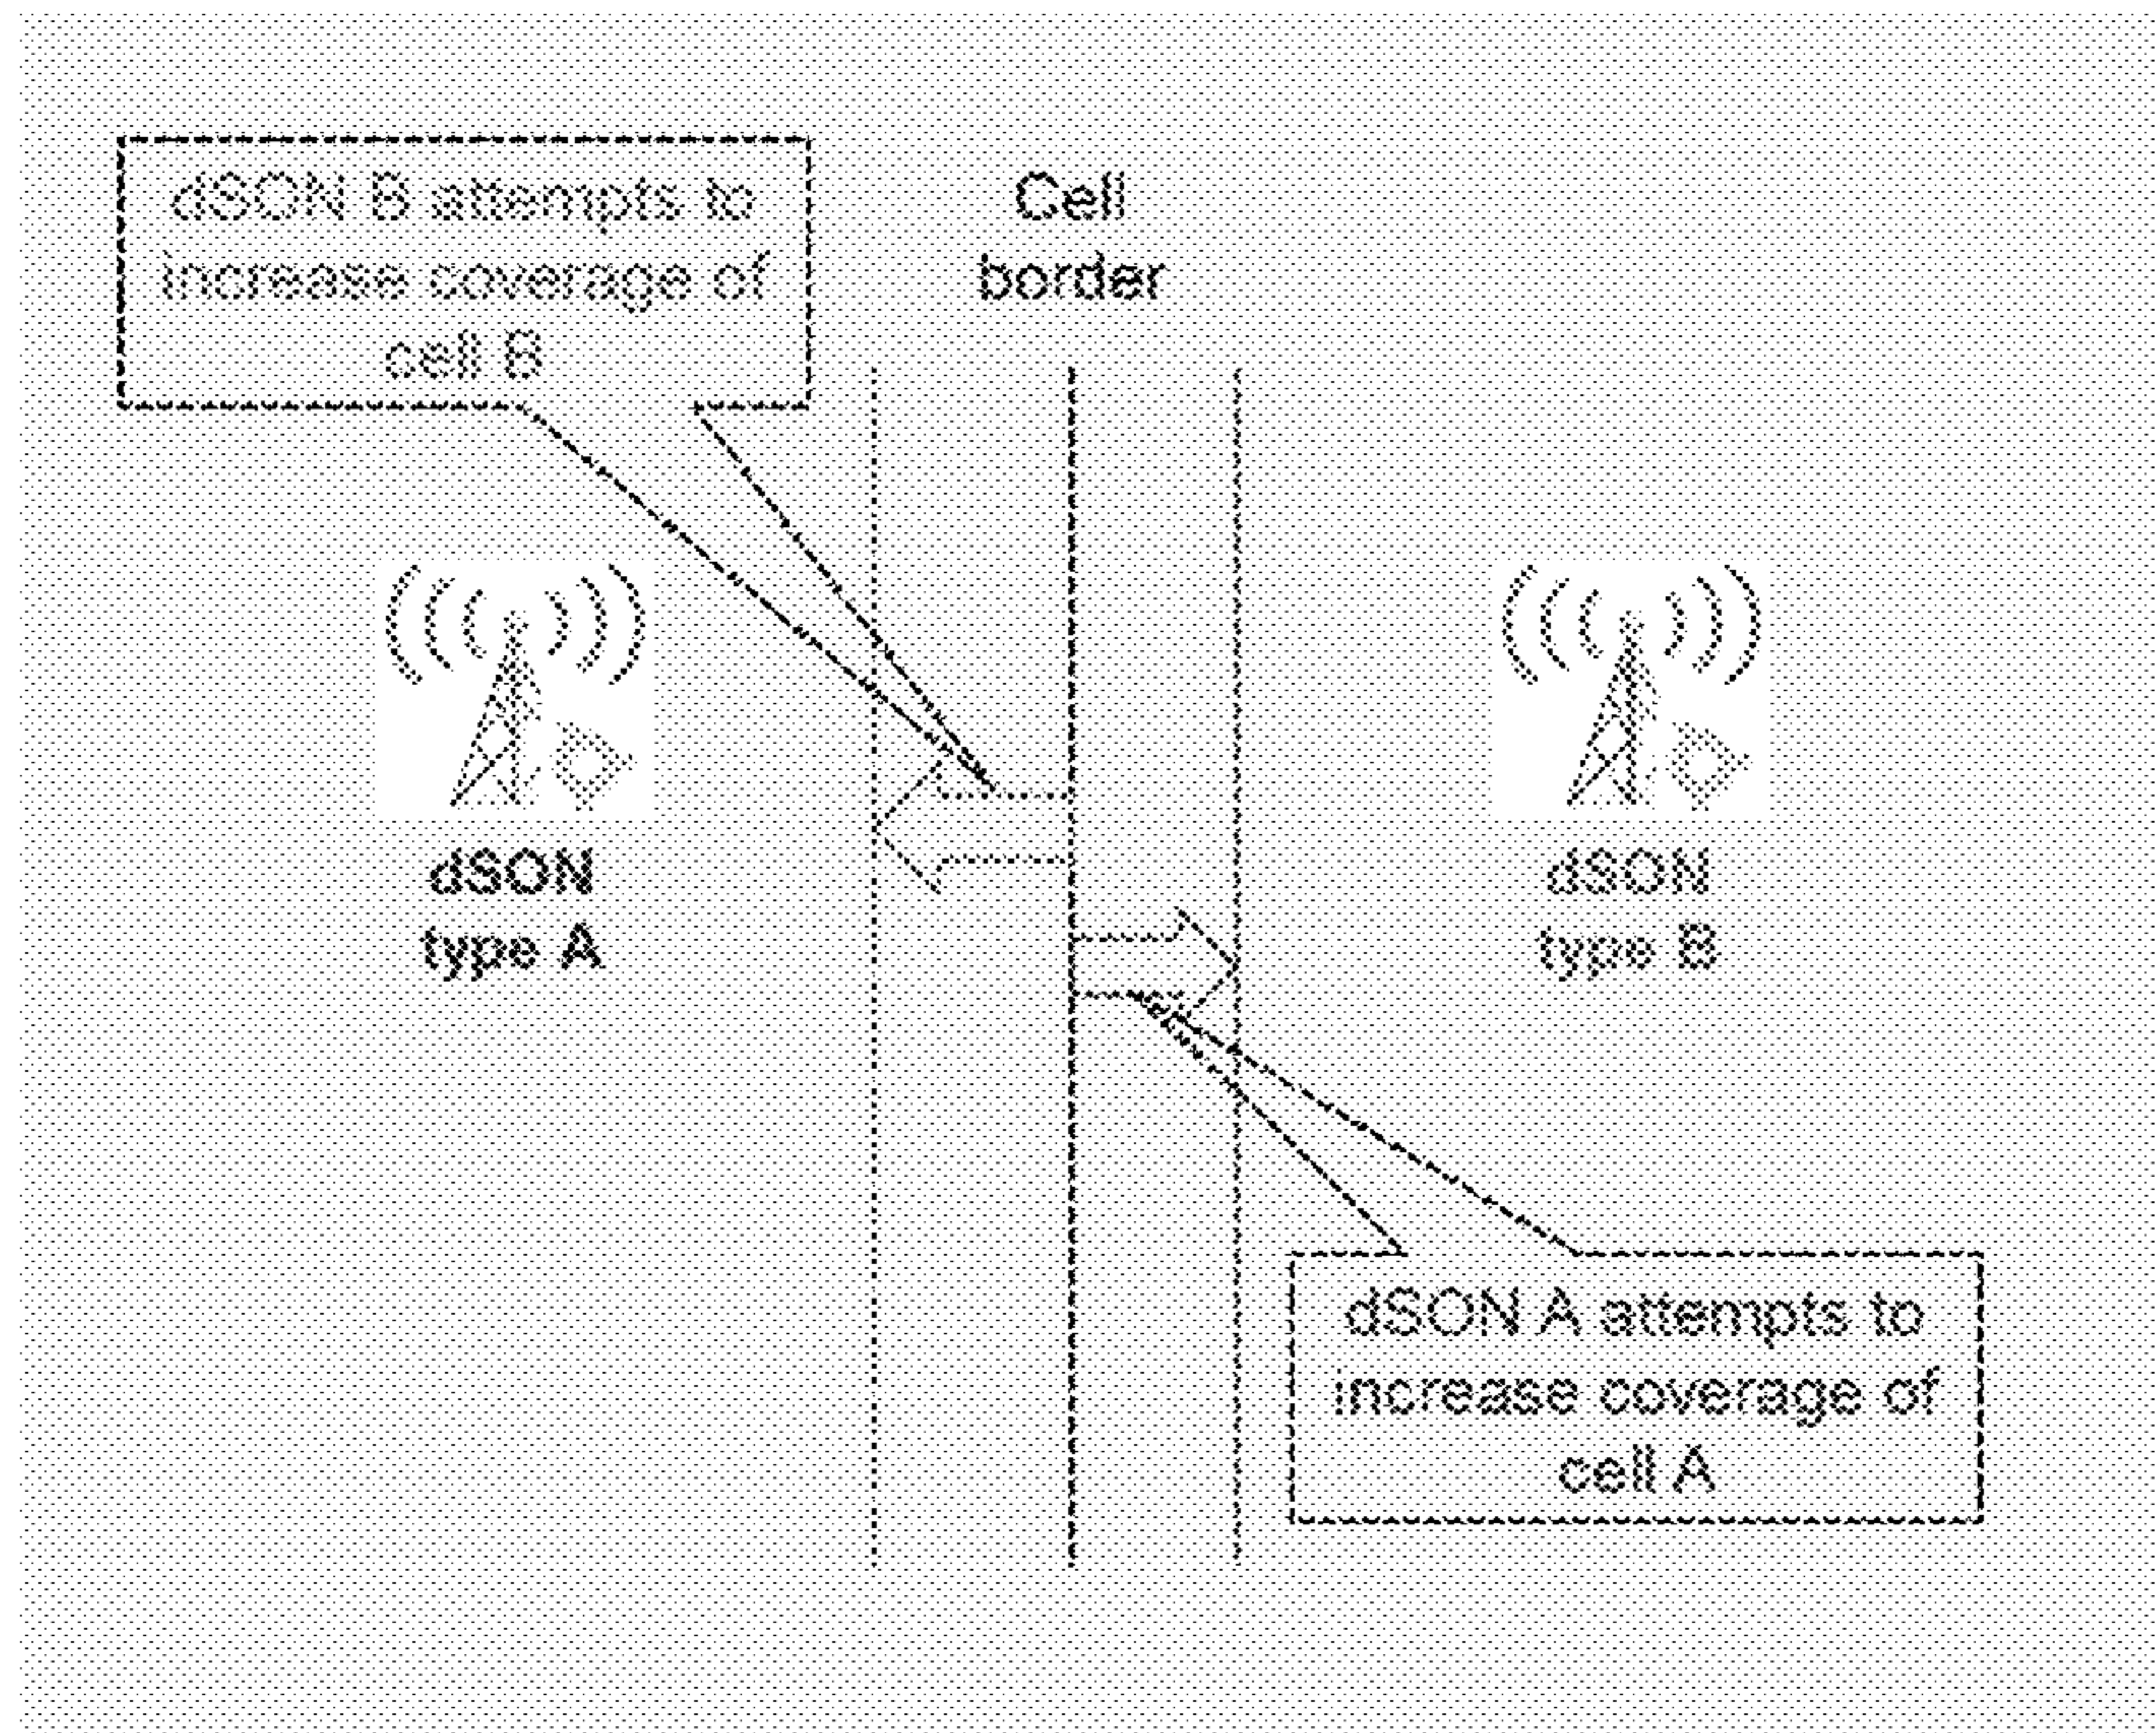 dSON B attempts to
increase coverage of
cell B
Cell
border
dSON
type A
dSON
type B
dSON A attempts to
increase coverage of
cell A